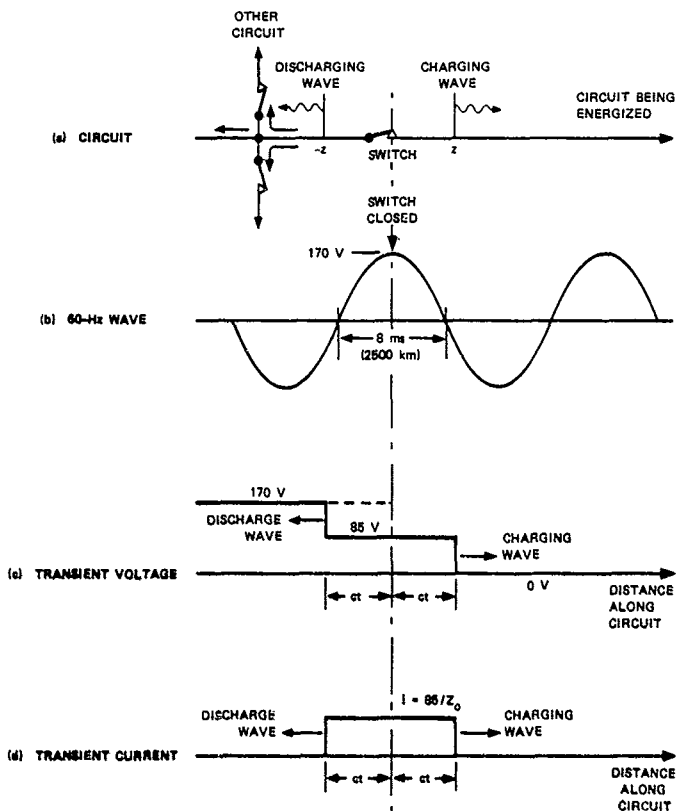 OTHER
CIRCUIT
DISCHARGING
WAVE
CHARGING
WAVE
CIRCUIT BEING
ENERGIZED
(a) CIRCUIT
-z
SWITCH
z
SWITCH
CLOSED
170 V
(b) 60-Hz WAVE
8 ms
(2500 km)
170 V
DISCHARGE
WAVE
85 V
CHARGING
WAVE
(c) TRANSIENT VOLTAGE
0 V
ct
ct
DISTANCE
ALONG
CIRCUIT
I = 85/Z₀
DISCHARGE
WAVE
CHARGING
WAVE
(d) TRANSIENT CURRENT
ct
ct
DISTANCE
ALONG
CIRCUIT